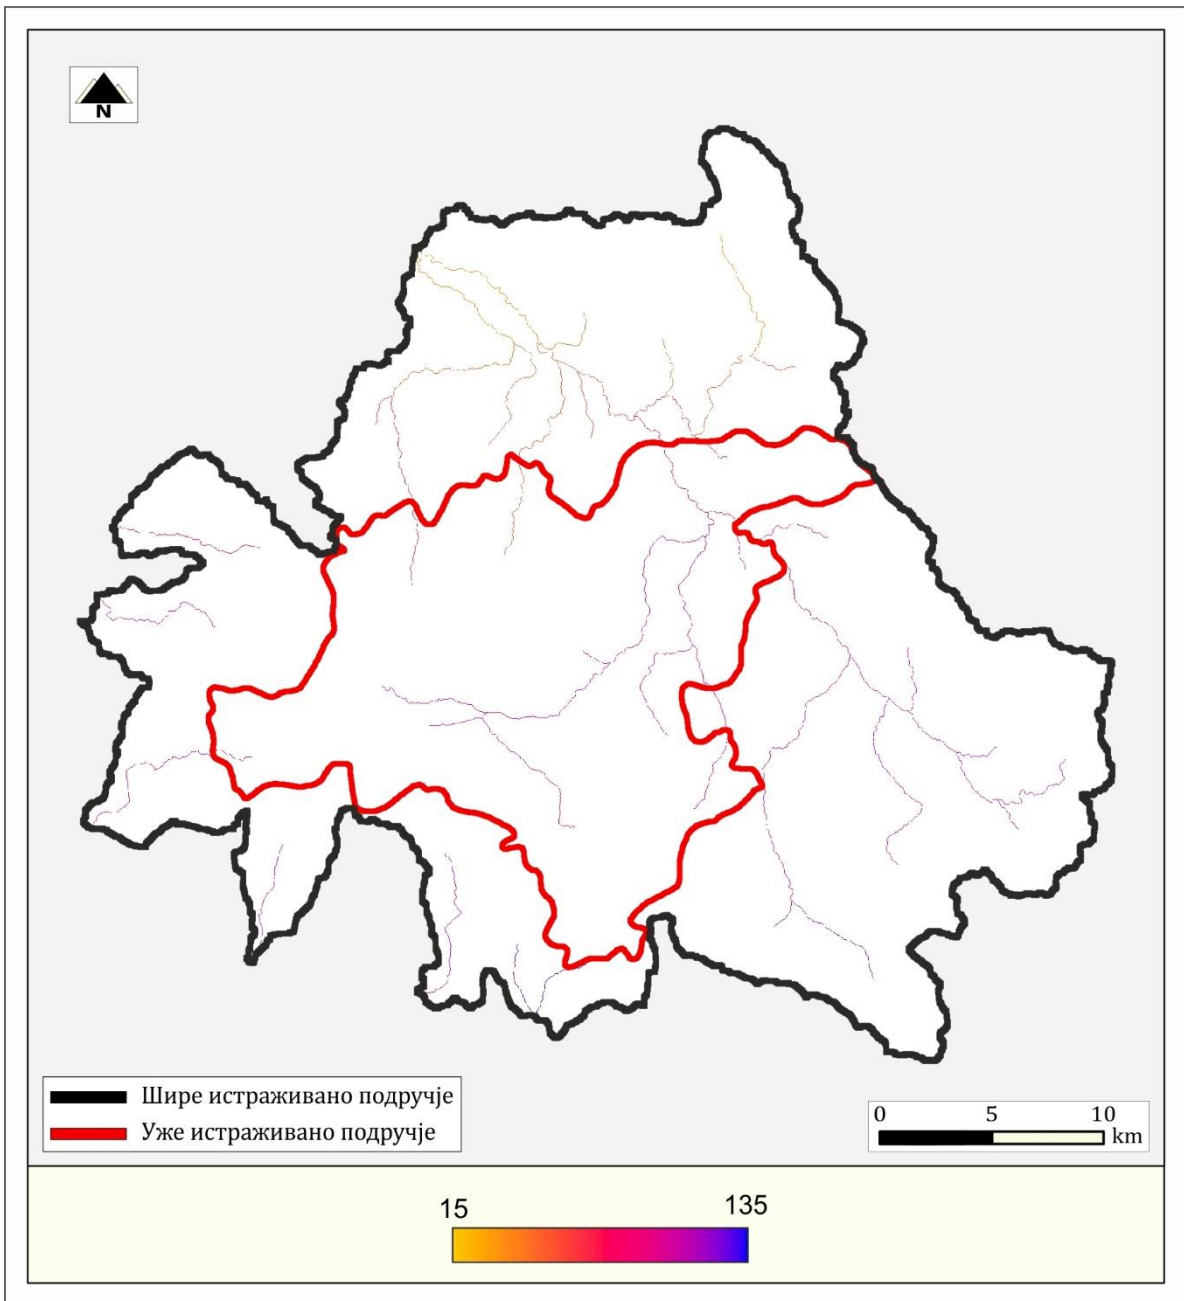 N
Шире истраживано подручје
Уже истраживано подручје
0 5 10
km
15 135